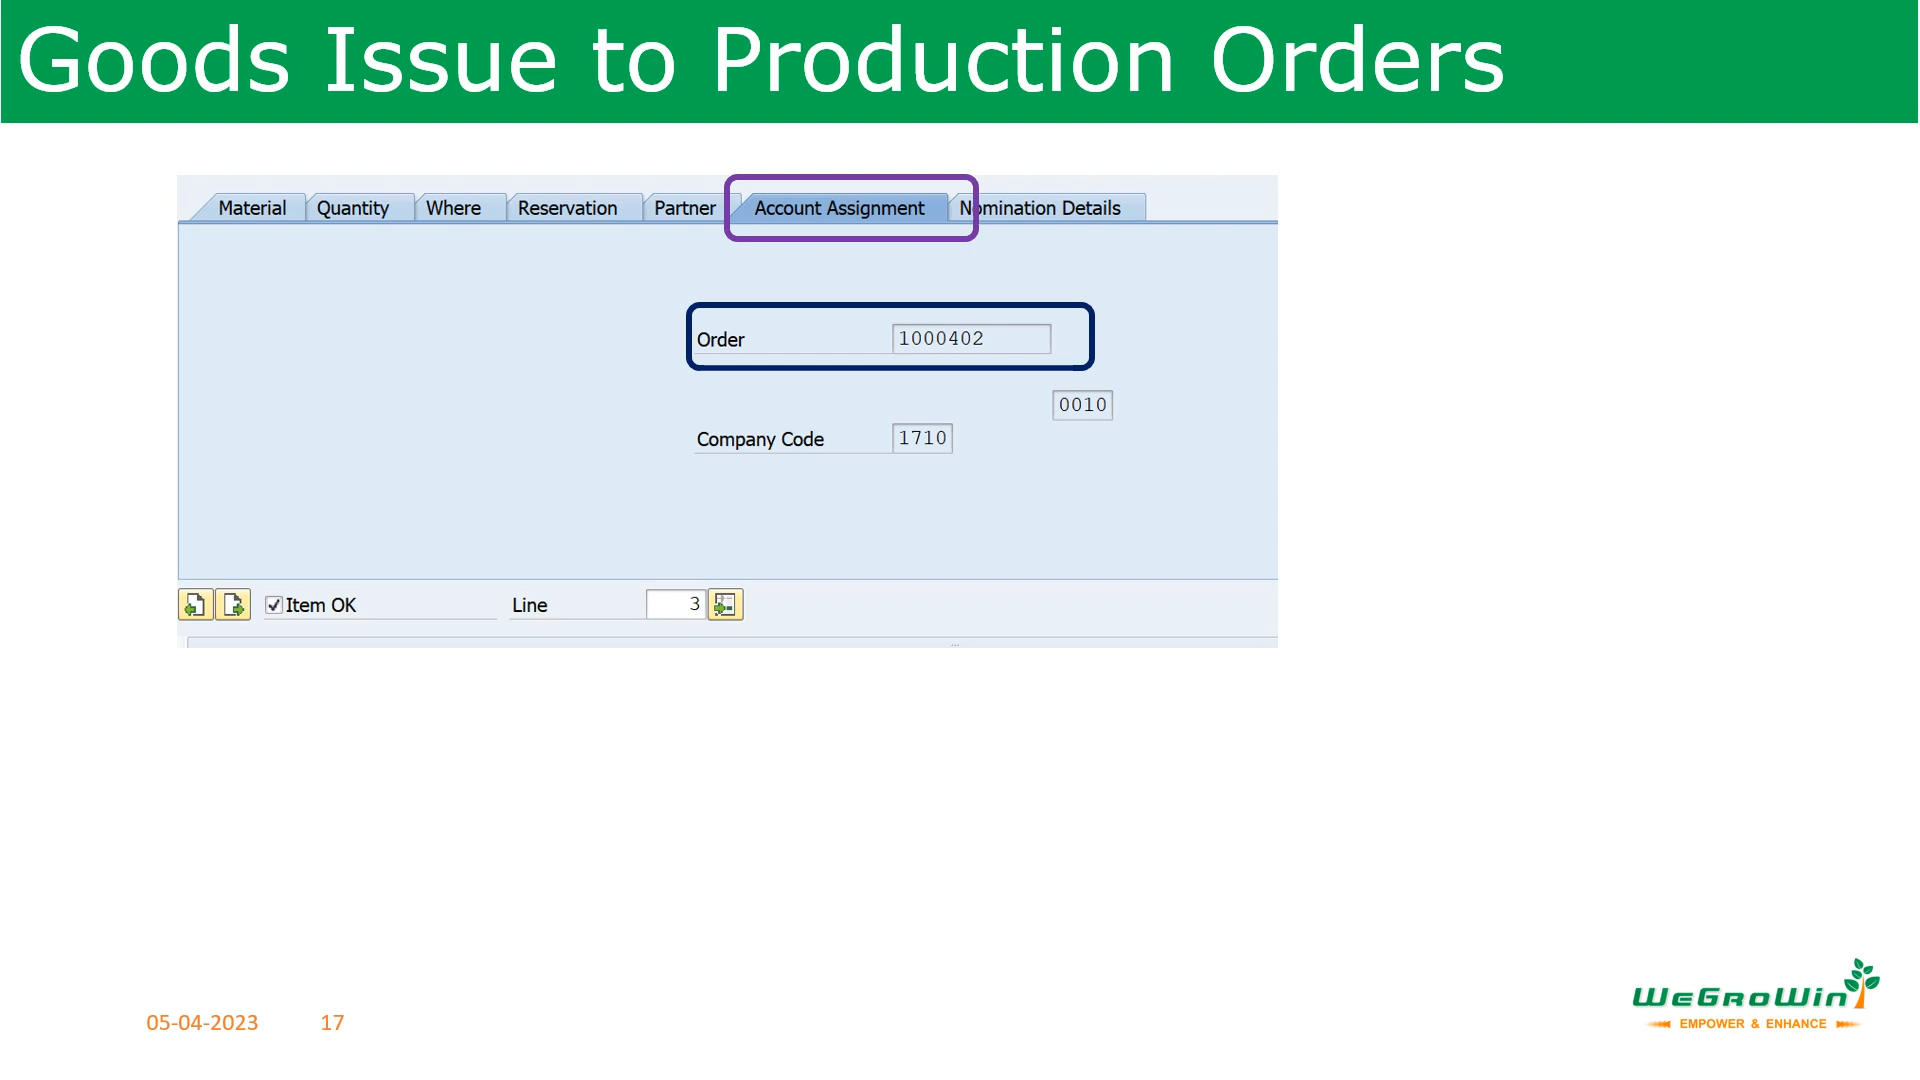 Goods Issue to Production Orders
Material Quantity Where Reservation Partner Account Assignment Nomination Details
Order 1000402
0010
Company Code 1710
Item OK Line 3
WeGroWin
EMPOWER & ENHANCE
05-04-2023 17